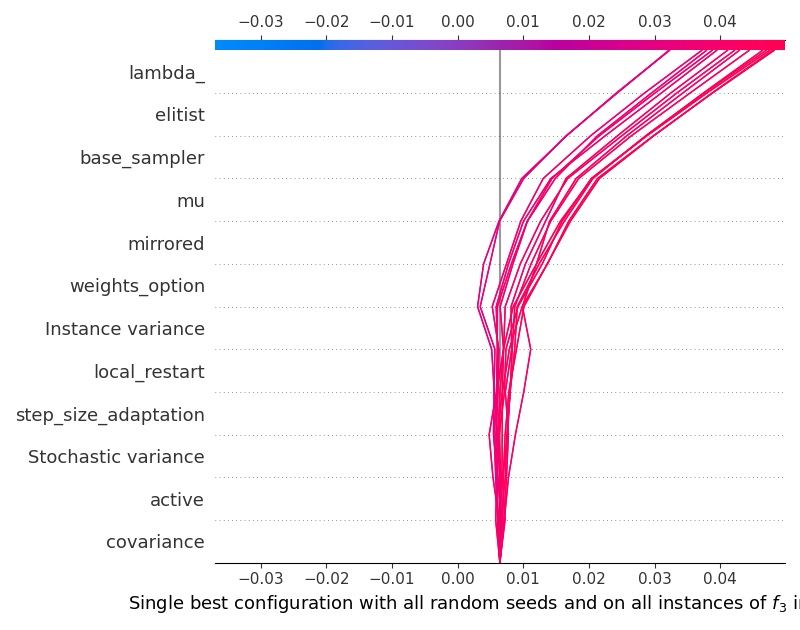 −0.03 −0.02 −0.01 0.00 0.01 0.02 0.03 0.04
lambda_
elitist
base_sampler
mu
mirrored
weights_option
Instance variance
local_restart
step_size_adaptation
Stochastic variance
active
covariance
−0.03 −0.02 −0.01 0.00 0.01 0.02 0.03 0.04
Single best configuration with all random seeds and on all instances of f₃